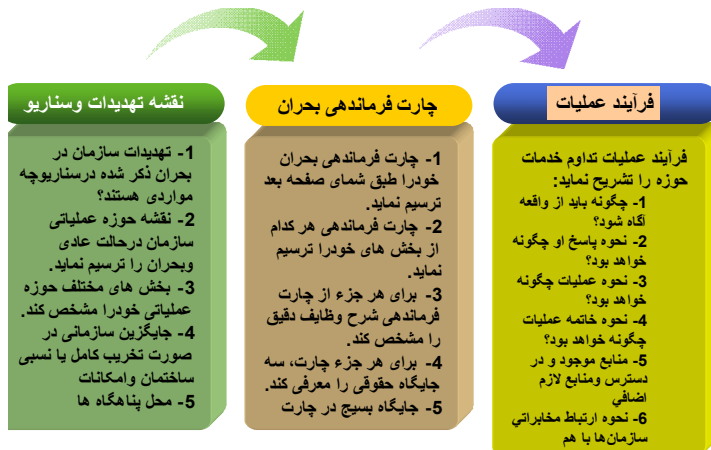 نقشه تهدیدات وسناریو
1- تهدیدات سازمان در
بحران ذکر شده درسناریوچه
مواردی هستند؟
2- نقشه حوزه عملیاتی
سازمان درحالت عادی
وبحران را ترسیم نماید.
3- بخش های مختلف حوزه
عملیاتی خودرا مشخص کند.
4- جایگزین سازمانی در
صورت تخریب کامل یا نسبی
ساختمان وامکانات
5- محل پناهگاه ها
چارت فرماندهی بحران
1- چارت فرماندهی بحران
خودرا طبق شمای صفحه بعد
ترسیم نماید.
2- چارت فرماندهی هر کدام
از بخش های خودرا ترسیم
نماید.
3- برای هر جزء از چارت
فرماندهی شرح وظایف دقیق
را مشخص کند.
4- برای هر جزء چارت، سه
جایگاه حقوقی را معرفی کند.
5- جایگاه بسیج در چارت
فرآیند عملیات
فرآیند عملیات تداوم خدمات
حوزه را تشریح نماید:
1- چگونه باید از واقعه
آگاه شود؟
2- نحوه پاسخ او چگونه
خواهد بود؟
3- نحوه عملیات چگونه
خواهد بود؟
4- نحوه خاتمه عملیات
چگونه خواهد بود؟
5- منابع موجود و در
دسترس ومنابع لازم
اضافي
6- نحوه ارتباط مخابراتي
سازمان‌ها با هم